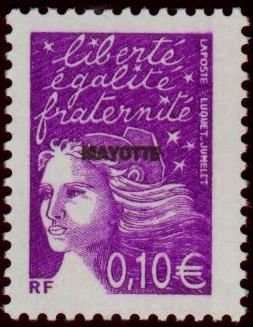 liberté
égalité
fraternité
LAPOSTE LUQUET-JUMELET
MAYOTTE
0,10€
RF